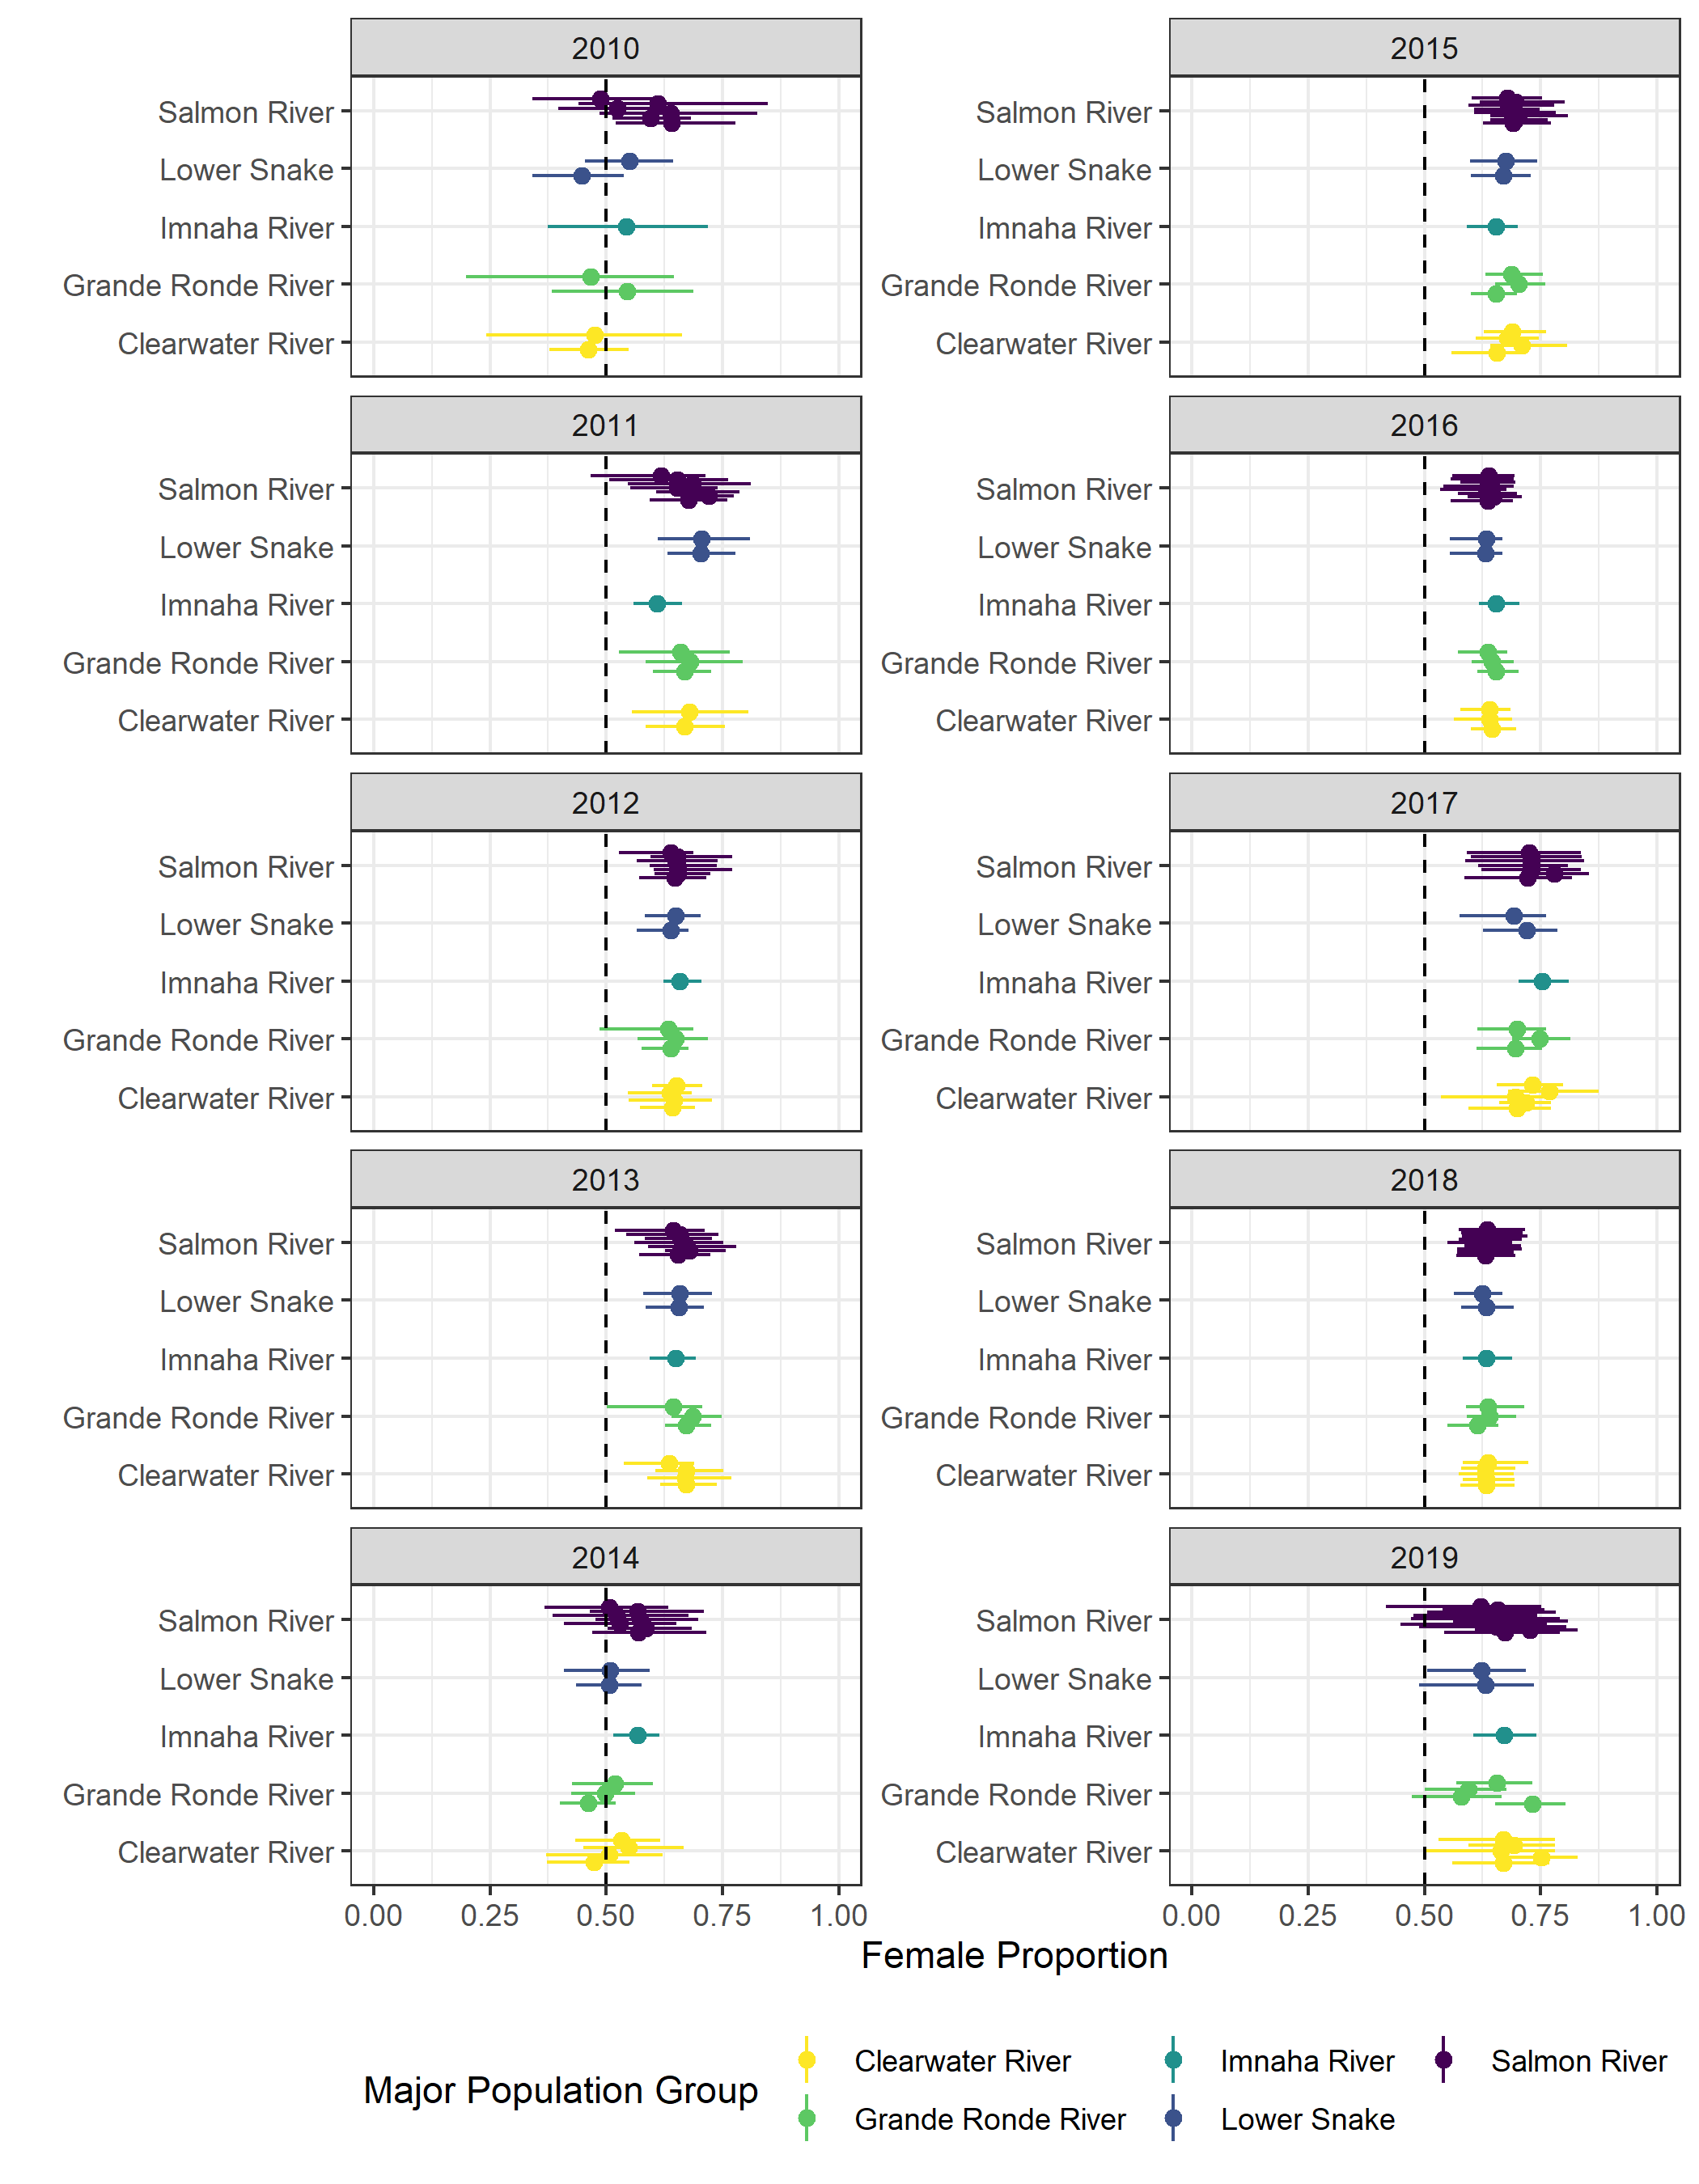 2010
Salmon River
Lower Snake
Imnaha River
Grande Ronde River
Clearwater River
2015
Salmon River
Lower Snake
Imnaha River
Grande Ronde River
Clearwater River
2011
Salmon River
Lower Snake
Imnaha River
Grande Ronde River
Clearwater River
2016
Salmon River
Lower Snake
Imnaha River
Grande Ronde River
Clearwater River
2012
Salmon River
Lower Snake
Imnaha River
Grande Ronde River
Clearwater River
2017
Salmon River
Lower Snake
Imnaha River
Grande Ronde River
Clearwater River
2013
Salmon River
Lower Snake
Imnaha River
Grande Ronde River
Clearwater River
2018
Salmon River
Lower Snake
Imnaha River
Grande Ronde River
Clearwater River
2014
Salmon River
Lower Snake
Imnaha River
Grande Ronde River
Clearwater River
0.00 0.25 0.50 0.75 1.00
2019
Salmon River
Lower Snake
Imnaha River
Grande Ronde River
Clearwater River
0.00 0.25 0.50 0.75 1.00
Female Proportion
Major Population Group
Clearwater River
Grande Ronde River
Imnaha River
Lower Snake
Salmon River